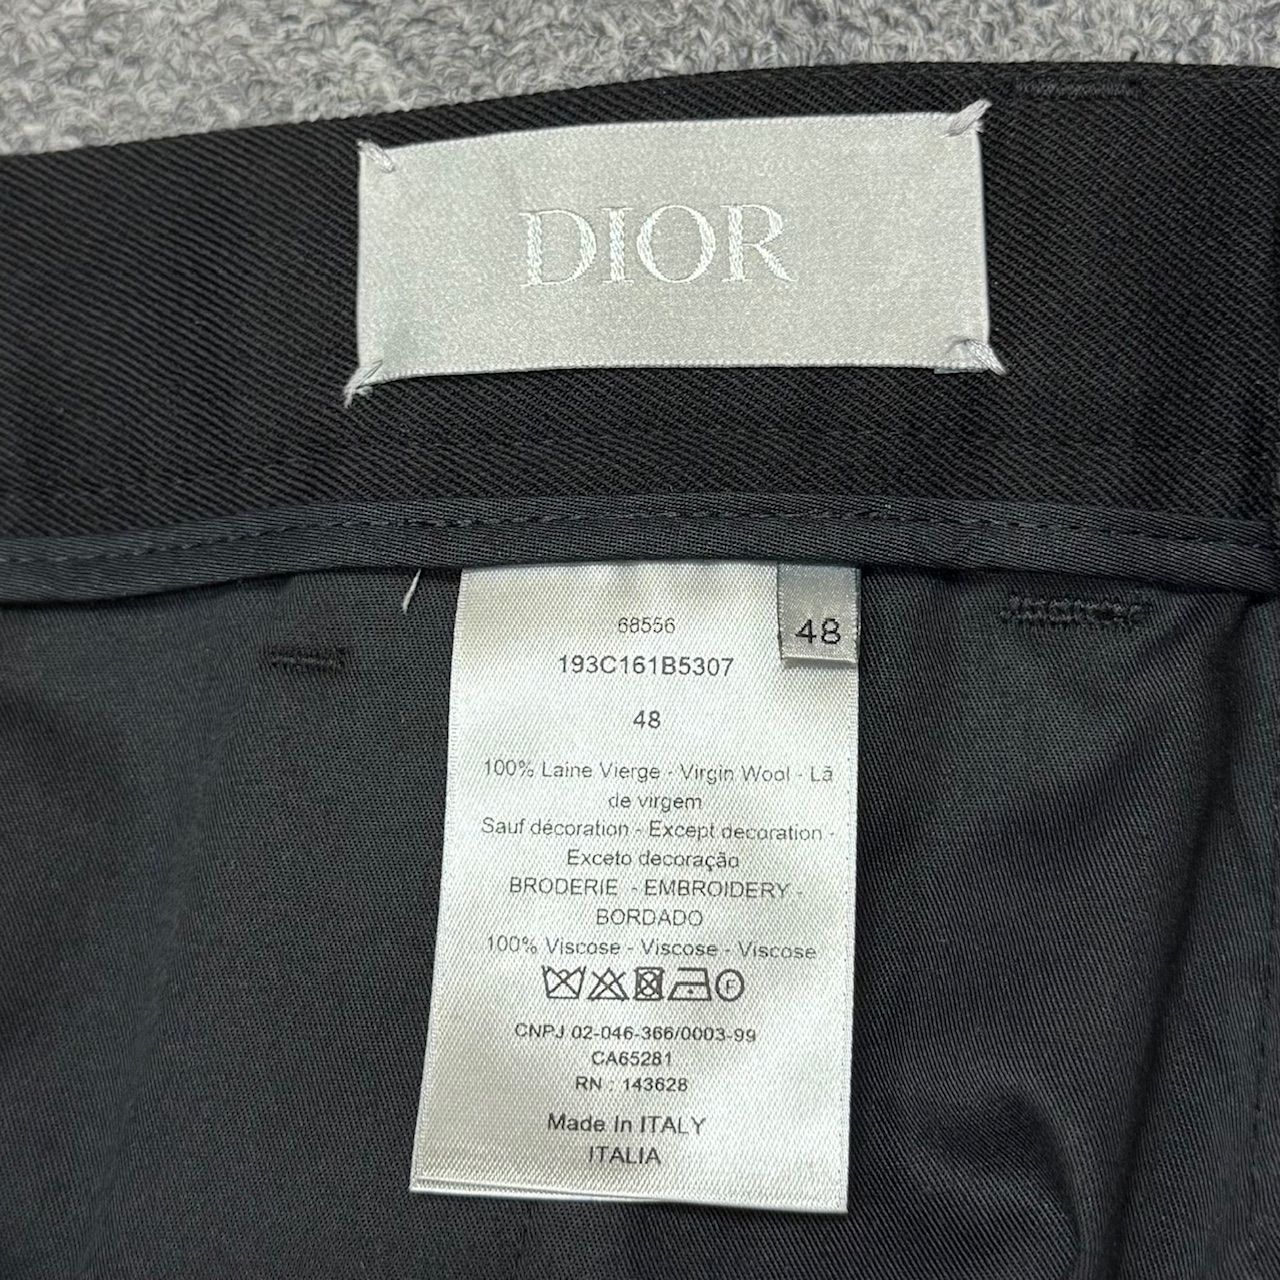 DIOR
68556
48
193C161B5307
48
100% Laine Vierge - Virgin Wool - Lã
de virgem
Sauf décoration - Except decoration -
Exceto decoração
BRODERIE - EMBROIDERY -
BORDADO
100% Viscose - Viscose - Viscose
F
CNPJ 02-046-366/0003-99
CA65281
RN : 143628
Made In ITALY
ITALIA